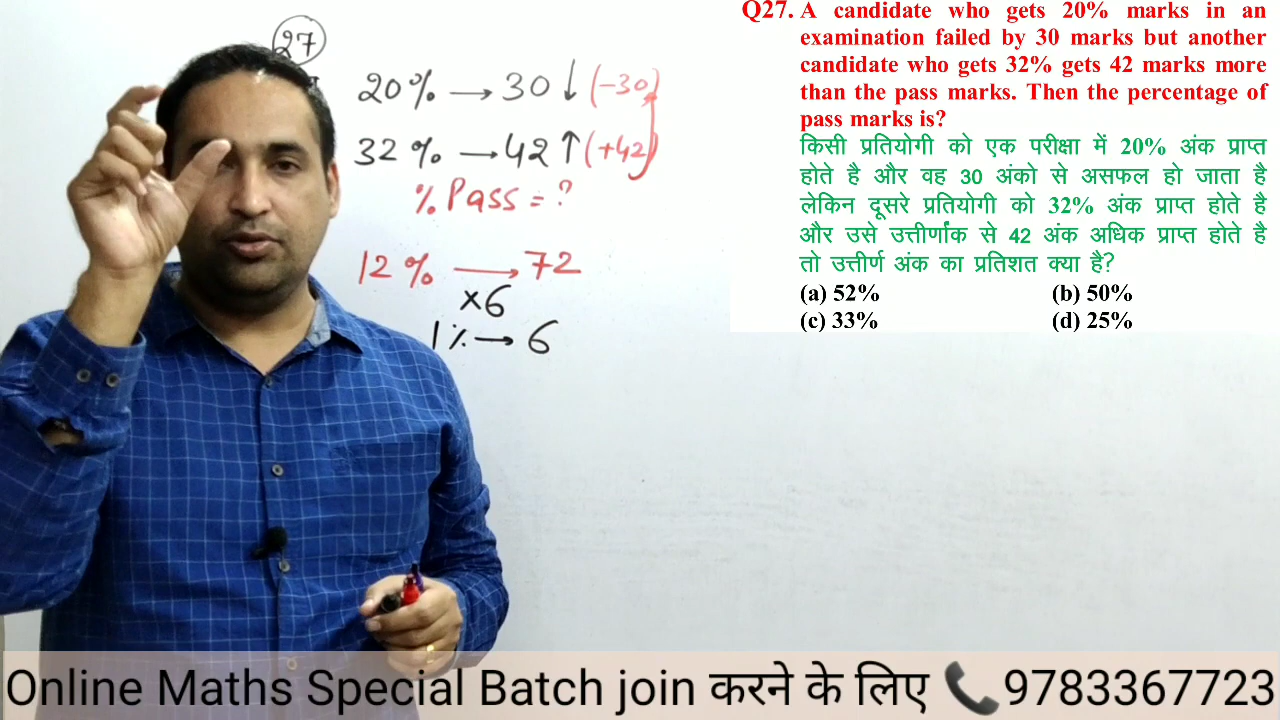 27
20% → 30 ↓ (-30)
32% → 42 ↑ (+42)
% Pass = ?
12% → 72
×6
1% → 6
Q27. A candidate who gets 20% marks in an
examination failed by 30 marks but another
candidate who gets 32% gets 42 marks more
than the pass marks. Then the percentage of
pass marks is?
किसी प्रतियोगी को एक परीक्षा में 20% अंक प्राप्त
होते है और वह 30 अंको से असफल हो जाता है
लेकिन दूसरे प्रतियोगी को 32% अंक प्राप्त होते है
और उसे उत्तीर्णांक से 42 अंक अधिक प्राप्त होते है
तो उत्तीर्ण अंक का प्रतिशत क्या है?
(a) 52% (b) 50%
(c) 33% (d) 25%
Online Maths Special Batch join करने के लिए 📞9783367723